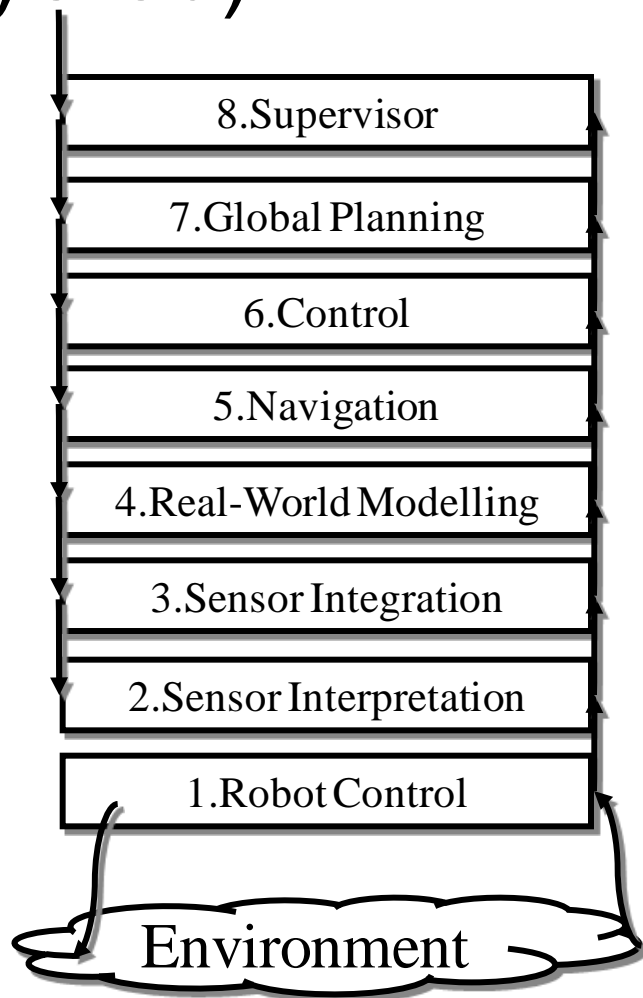 8.Supervisor
7.Global Planning
6.Control
5.Navigation
4.Real-World Modelling
3.Sensor Integration
2.Sensor Interpretation
1.Robot Control
Environment